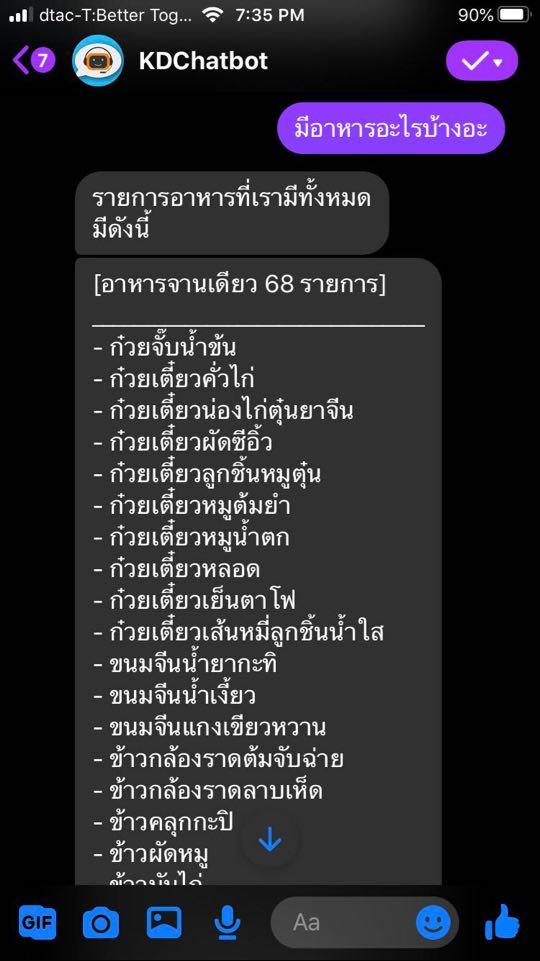 dtac-T:Better Tog... 7:35 PM 90%
7 KDChatbot
มีอาหารอะไรบ้างอะ
รายการอาหารที่เรามีทั้งหมด
มีดังนี้
[อาหารจานเดียว 68 รายการ]
- ก๋วยจั๊บน้ำข้น
- ก๋วยเตี๋ยวคั่วไก่
- ก๋วยเตี๋ยวน่องไก่ตุ๋นยาจีน
- ก๋วยเตี๋ยวผัดซีอิ้ว
- ก๋วยเตี๋ยวลูกชิ้นหมูตุ๋น
- ก๋วยเตี๋ยวหมูต้มยำ
- ก๋วยเตี๋ยวหมูน้ำตก
- ก๋วยเตี๋ยวหลอด
- ก๋วยเตี๋ยวเย็นตาโฟ
- ก๋วยเตี๋ยวเส้นหมี่ลูกชิ้นน้ำใส
- ขนมจีนน้ำยากะทิ
- ขนมจีนน้ำเงี้ยว
- ขนมจีนแกงเขียวหวาน
- ข้าวกล้องราดต้มจับฉ่าย
- ข้าวกล้องราดลาบเห็ด
- ข้าวคลุกกะปิ
- ข้าวผัดหมู
- ข้าวมันไก่
GIF Aa